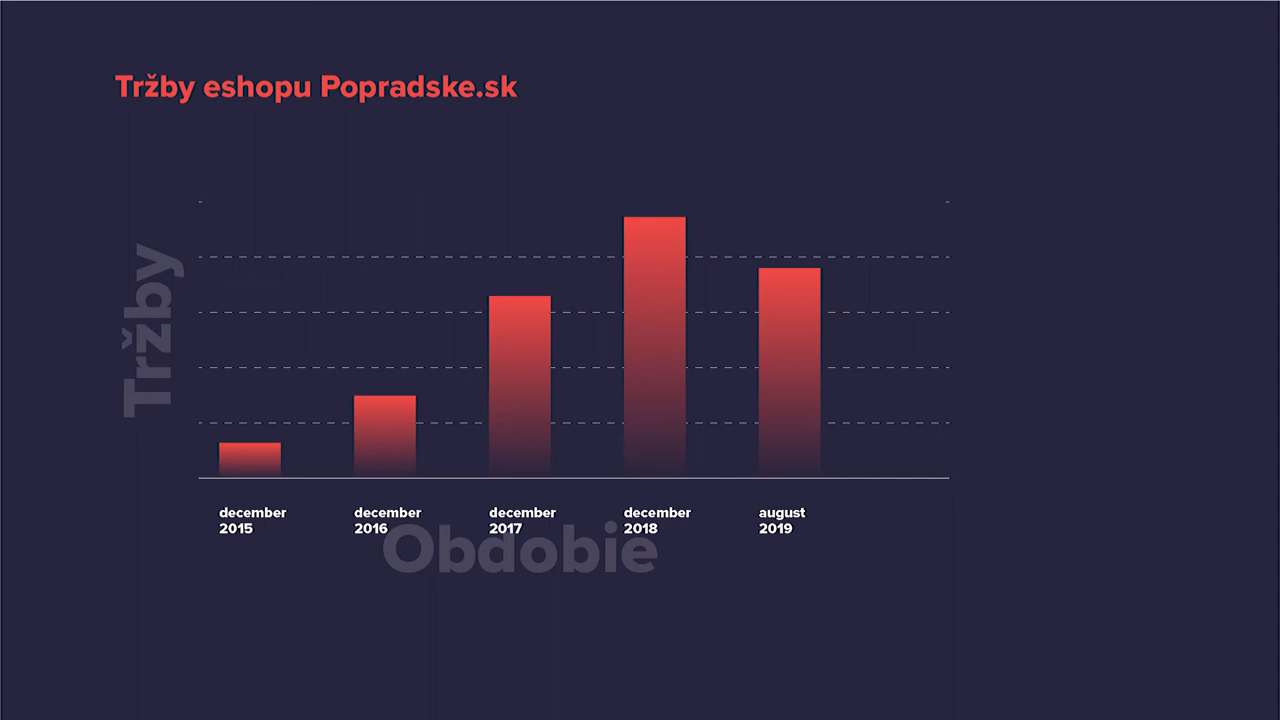 Tržby eshopu Popradske.sk
Tržby
december
2015
december
2016
december
2017
december
2018
august
2019
Obdobie